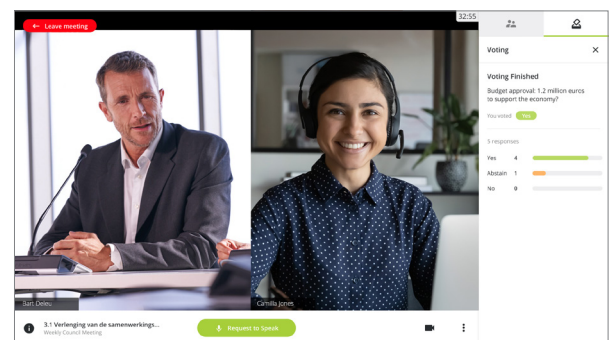 Leave meeting
32:55
Bart Deleu
Camilla Jones
3.1 Verlenging van de samenwerkings...
Weekly Council Meeting
Request to Speak
Voting
Voting Finished
Budget approval: 1.2 million euros
to support the economy?
You voted Yes
5 responses
Yes 4
Abstain 1
No 0